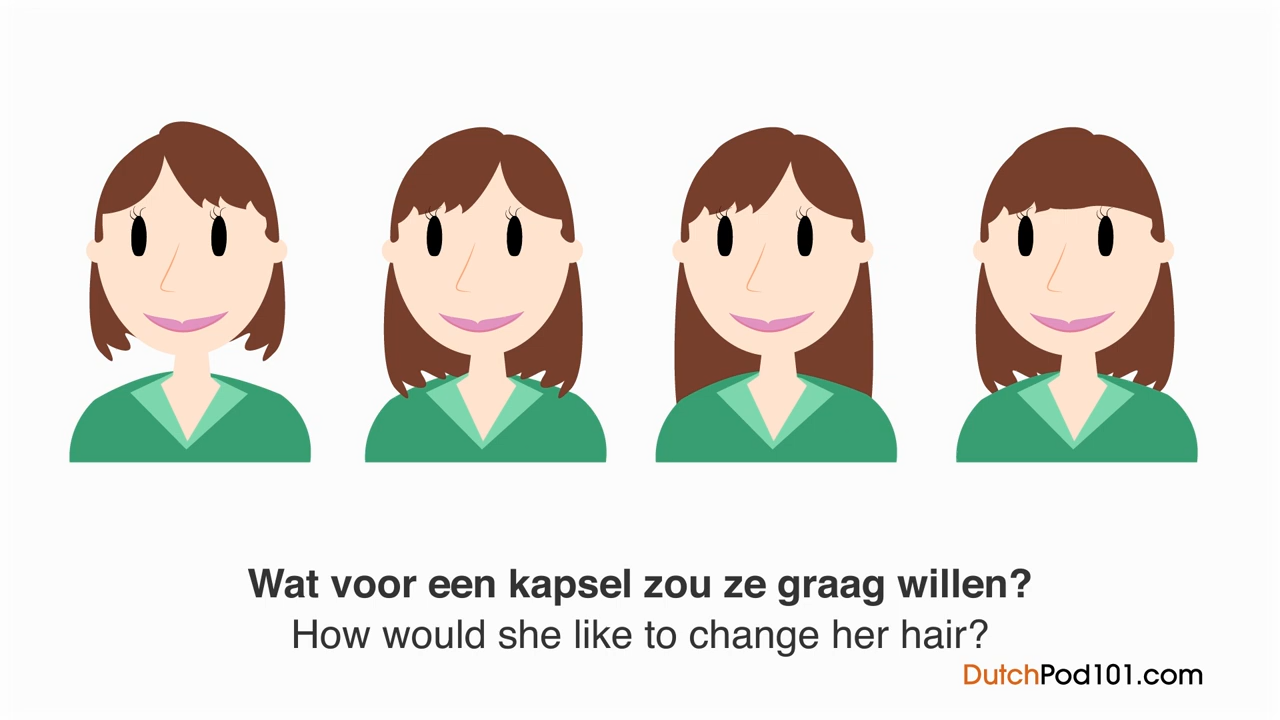 Wat voor een kapsel zou ze graag willen?
How would she like to change her hair?
DutchPod101.com